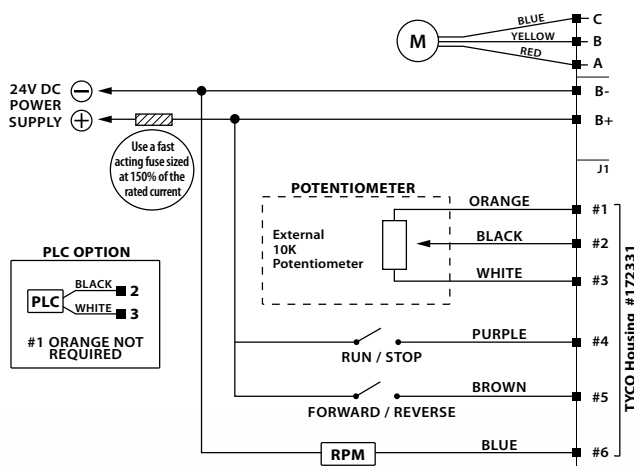 BLUE
C
YELLOW
B
M
RED
A
24V DC
POWER
SUPPLY
B-
B+
Use a fast
acting fuse sized
at 150% of the
rated current
J1
POTENTIOMETER
ORANGE
#1
External
10K
Potentiometer
BLACK
#2
WHITE
#3
PLC OPTION
PLC
BLACK
2
WHITE
3
#1 ORANGE NOT
REQUIRED
PURPLE
#4
RUN / STOP
BROWN
#5
FORWARD / REVERSE
BLUE
#6
RPM
TYCO Housing #172331